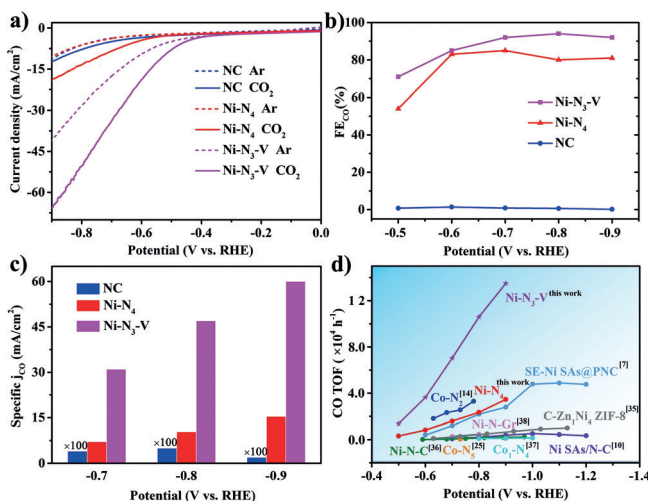 a)
Current density (mA/cm²)
0
-15
-30
-45
-60
NC Ar
NC CO₂
Ni-N₄ Ar
Ni-N₄ CO₂
Ni-N₃-V Ar
Ni-N₃-V CO₂
-0.8 -0.6 -0.4 -0.2 0.0
Potential (V vs. RHE)
b)
FE_CO(%)
100
80
60
40
20
0
Ni-N₃-V
Ni-N₄
NC
-0.5 -0.6 -0.7 -0.8 -0.9
Potential (V vs. RHE)
c)
Specific j_CO (mA/cm²)
60
45
30
15
0
NC
Ni-N₄
Ni-N₃-V
×100 ×100 ×100
-0.7 -0.8 -0.9
Potential (V vs. RHE)
d)
CO TOF ( ×10⁴ h⁻¹)
1.2
0.8
0.4
0.0
Ni-N₃-V this work
SE-Ni SAs@PNC[7]
Co-N₂[14] Ni-N₄ this work
Ni-N-Gr[38] C-Zn₁Ni₄ ZIF-8[35]
Ni-N-C[36] Co-N₅[25] Co₁-N₄[37] Ni SAs/N-C[10]
-0.4 -0.6 -0.8 -1.0 -1.2 -1.4
Potential (V vs. RHE)